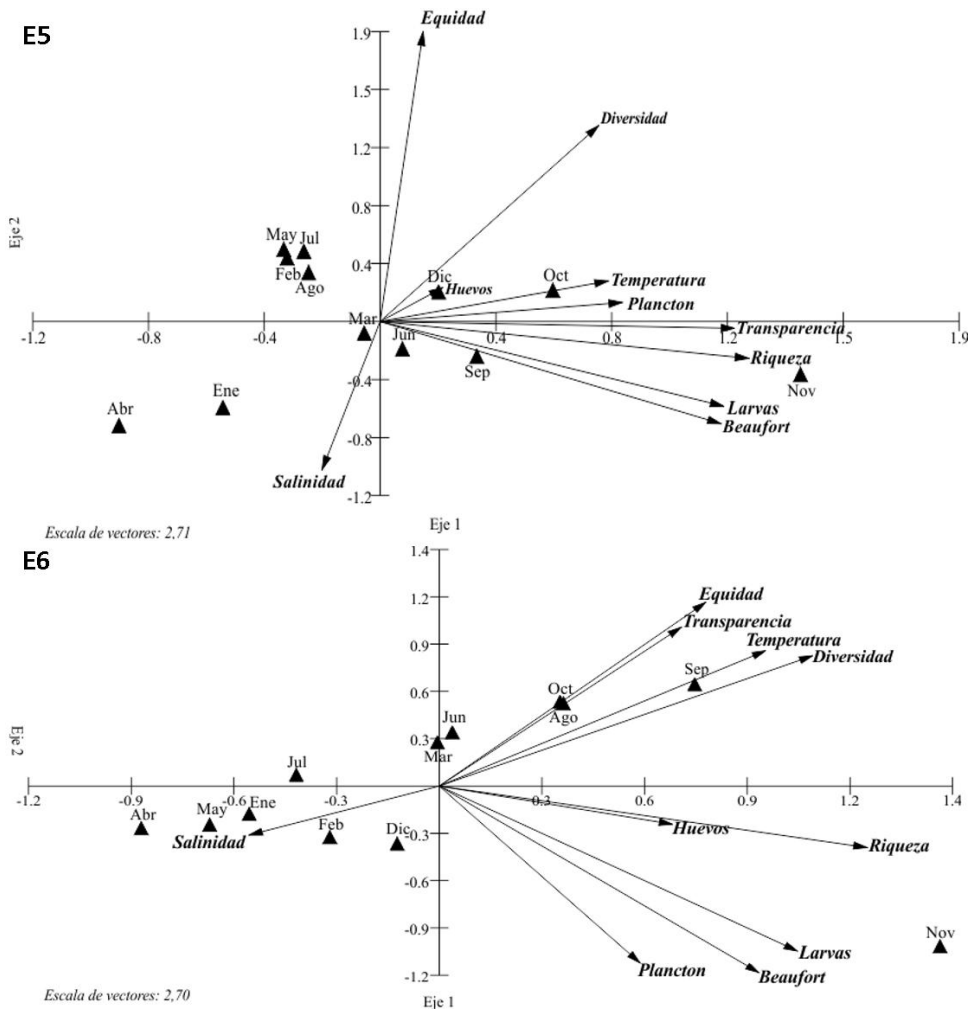 E5
Equidad
1.9
1.5
Diversidad
1.2
0.8
Eje 2
May Jul
Feb
Ago
0.4
Dic
Huevos
Oct
Temperatura
Plancton
Mar
Transparencia
-1.2 -0.8 -0.4 0.4 0.8 1.2 1.5 1.9
Jun
Sep
Riqueza
Nov
-0.4
Ene
Abr
Larvas
Beaufort
-0.8
Salinidad
-1.2
Escala de vectores: 2,71
Eje 1
E6
1.4
1.2
Equidad
Transparencia
0.9
Temperatura
Diversidad
Sep
0.6
Oct
Ago
Jun
0.3
Mar
Eje 2
Jul
-1.2 -0.9 -0.6 -0.3 0.3 0.6 0.9 1.2 1.4
Abr
May
Ene
Salinidad
Feb
Dic
-0.3
Huevos
Riqueza
-0.6
-0.9
Nov
Larvas
Plancton
Beaufort
-1.2
Escala de vectores: 2,70
Eje 1